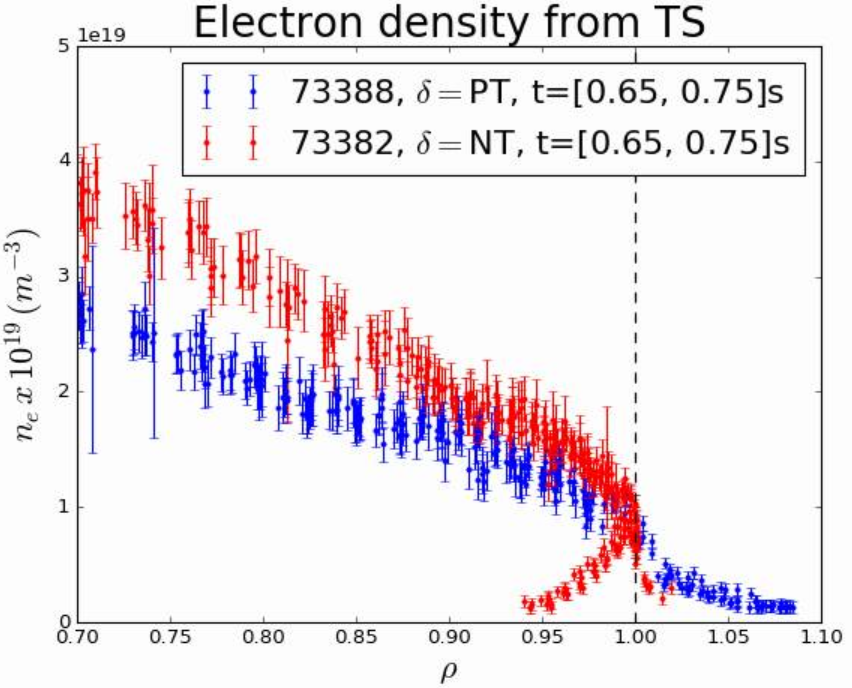 Electron density from TS
1e19
73388, δ = PT, t=[0.65, 0.75]s
73382, δ = NT, t=[0.65, 0.75]s
5
4
3
2
1
0
n_e x 10^19 (m^−3)
0.70 0.75 0.80 0.85 0.90 0.95 1.00 1.05 1.10
ρ